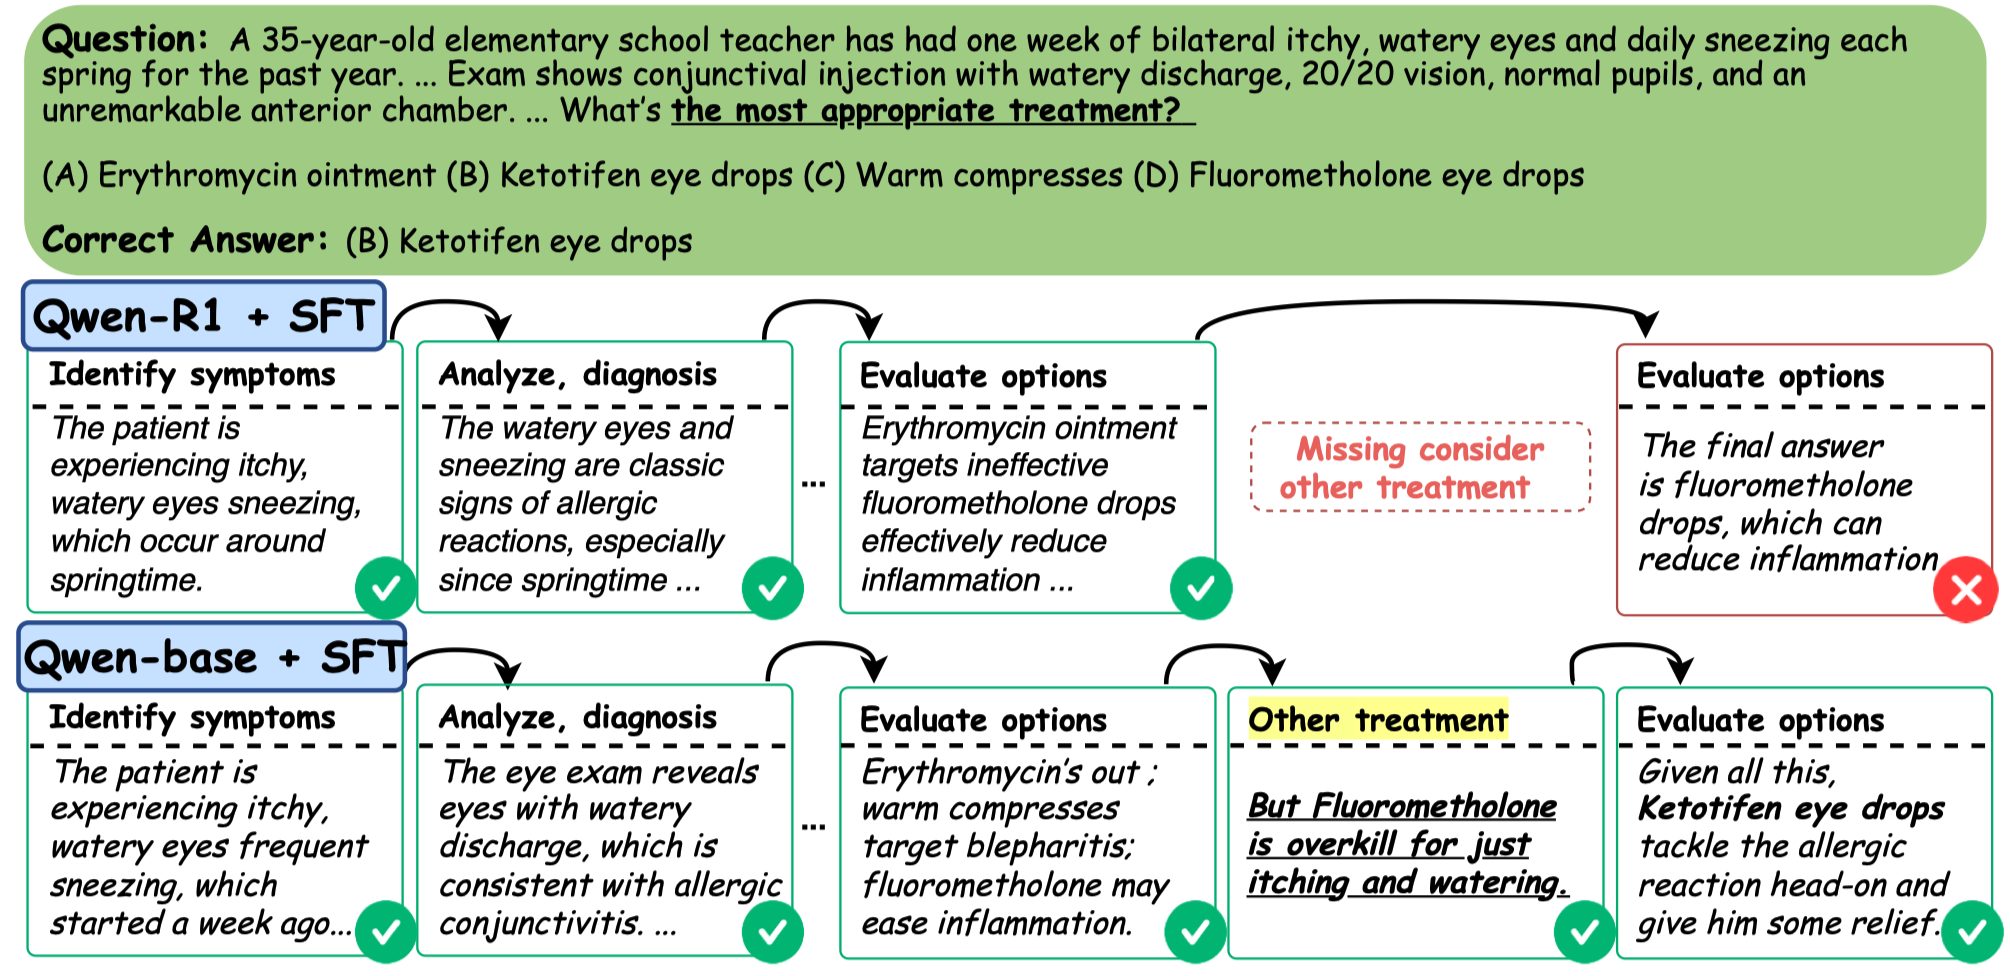 Question: A 35-year-old elementary school teacher has had one week of bilateral itchy, watery eyes and daily sneezing each
spring for the past year. ... Exam shows conjunctival injection with watery discharge, 20/20 vision, normal pupils, and an
unremarkable anterior chamber. ... What's the most appropriate treatment?
(A) Erythromycin ointment (B) Ketotifen eye drops (C) Warm compresses (D) Fluorometholone eye drops
Correct Answer: (B) Ketotifen eye drops
Qwen-R1 + SFT
Identify symptoms
The patient is
experiencing itchy,
watery eyes sneezing,
which occur around
springtime.
Analyze, diagnosis
The watery eyes and
sneezing are classic
signs of allergic
reactions, especially
since springtime ...
...
Evaluate options
Erythromycin ointment
targets ineffective
fluorometholone drops
effectively reduce
inflammation ...
Missing consider
other treatment
Evaluate options
The final answer
is fluorometholone
drops, which can
reduce inflammation
Qwen-base + SFT
Identify symptoms
The patient is
experiencing itchy,
watery eyes frequent
sneezing, which
started a week ago...
Analyze, diagnosis
The eye exam reveals
eyes with watery
discharge, which is
consistent with allergic
conjunctivitis. ...
...
Evaluate options
Erythromycin's out ;
warm compresses
target blepharitis;
fluorometholone may
ease inflammation.
Other treatment
But Fluorometholone
is overkill for just
itching and watering.
Evaluate options
Given all this,
Ketotifen eye drops
tackle the allergic
reaction head-on and
give him some relief.